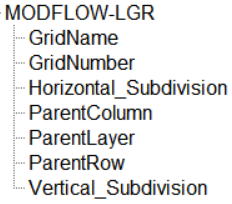 MODFLOW-LGR
GridName
GridNumber
Horizontal_Subdivision
ParentColumn
ParentLayer
ParentRow
Vertical_Subdivision